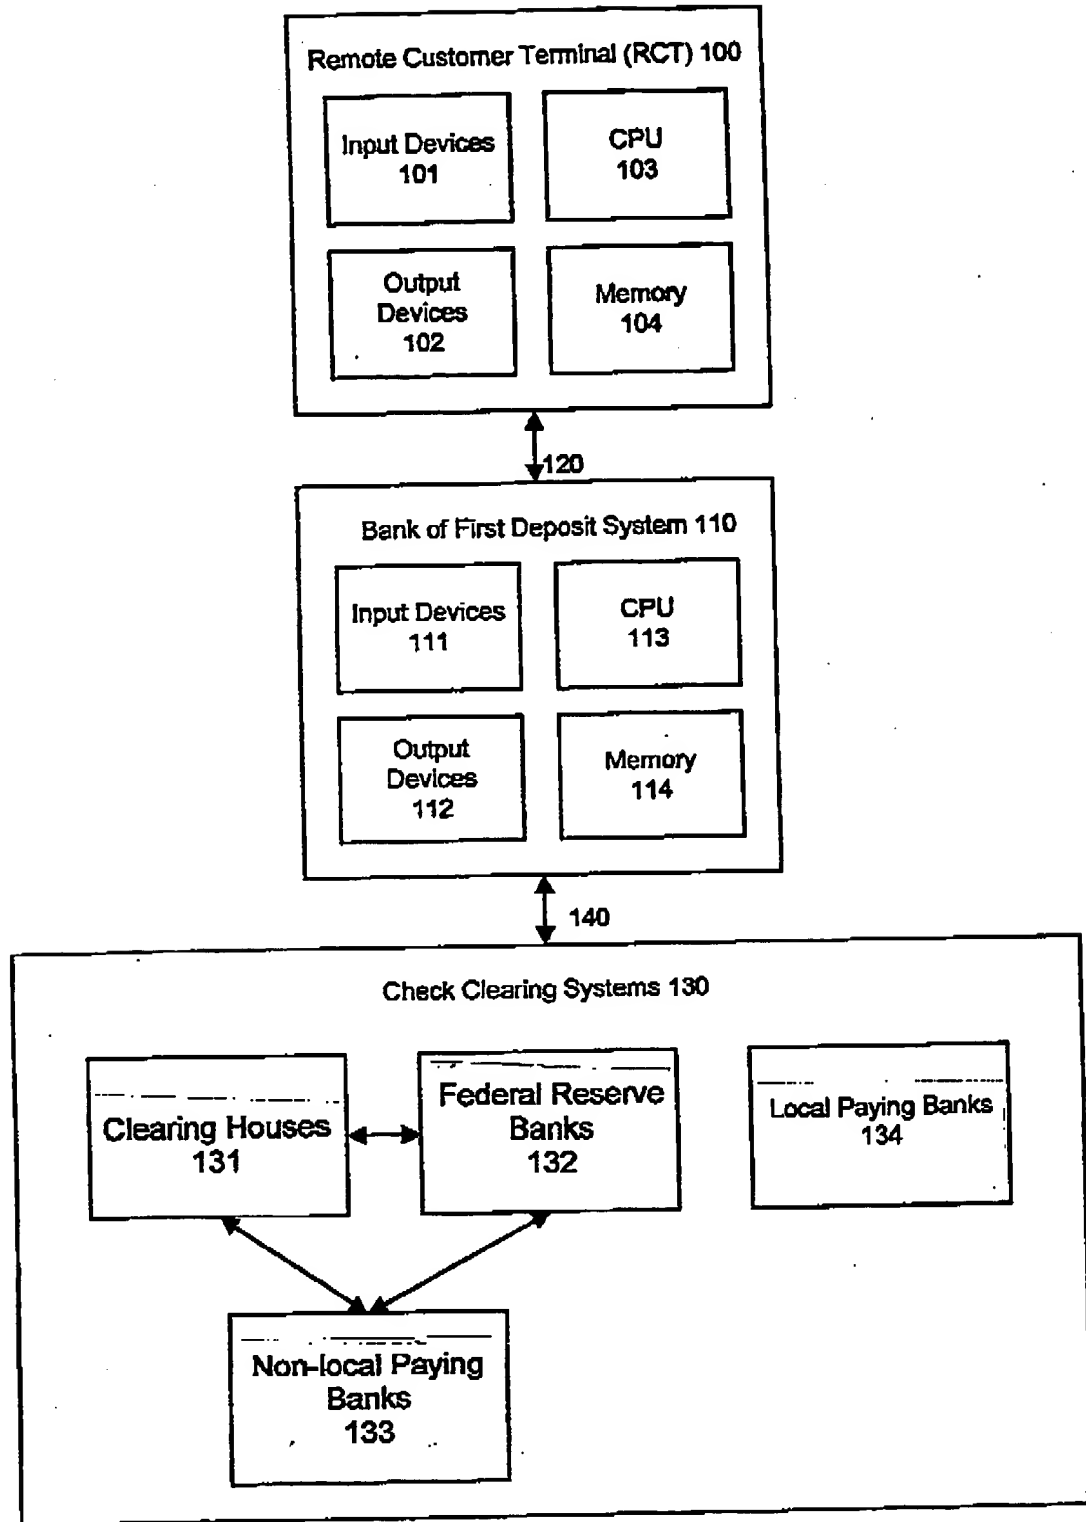 Remote Customer Terminal (RCT) 100
Input Devices
101
CPU
103
Output
Devices
102
Memory
104
120
Bank of First Deposit System 110
Input Devices
111
CPU
113
Output
Devices
112
Memory
114
140
Check Clearing Systems 130
Clearing Houses
131
Federal Reserve
Banks
132
Local Paying Banks
134
Non-local Paying
Banks
133